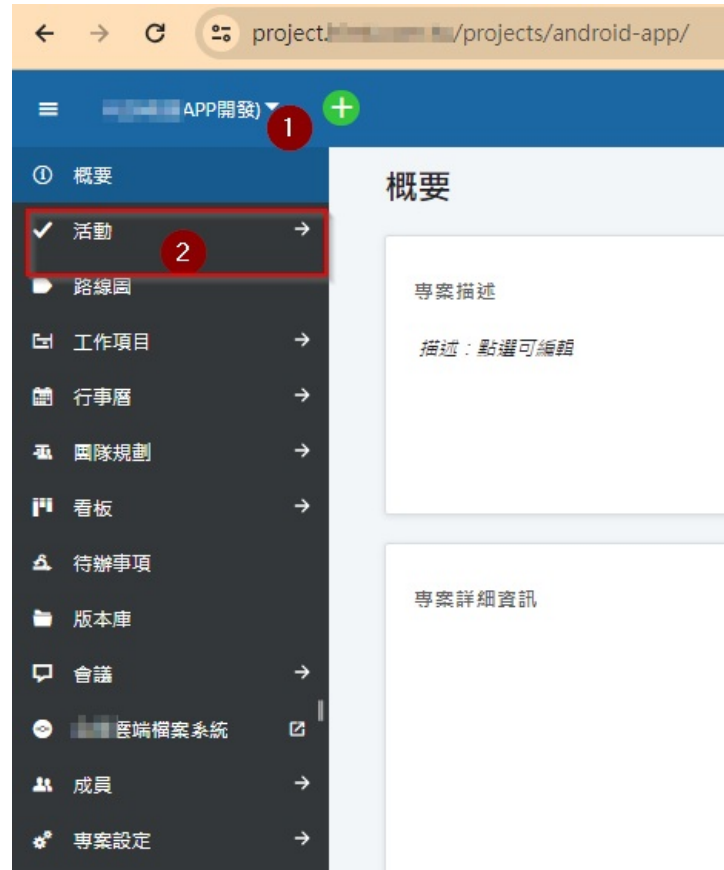 project. /projects/android-app/
APP開發)
1
概要
概要
活動
2
路線圖
專案描述
工作項目
描述：點選可編輯
行事曆
團隊規劃
看板
待辦事項
專案詳細資訊
版本庫
會議
雲端檔案系統
成員
專案設定